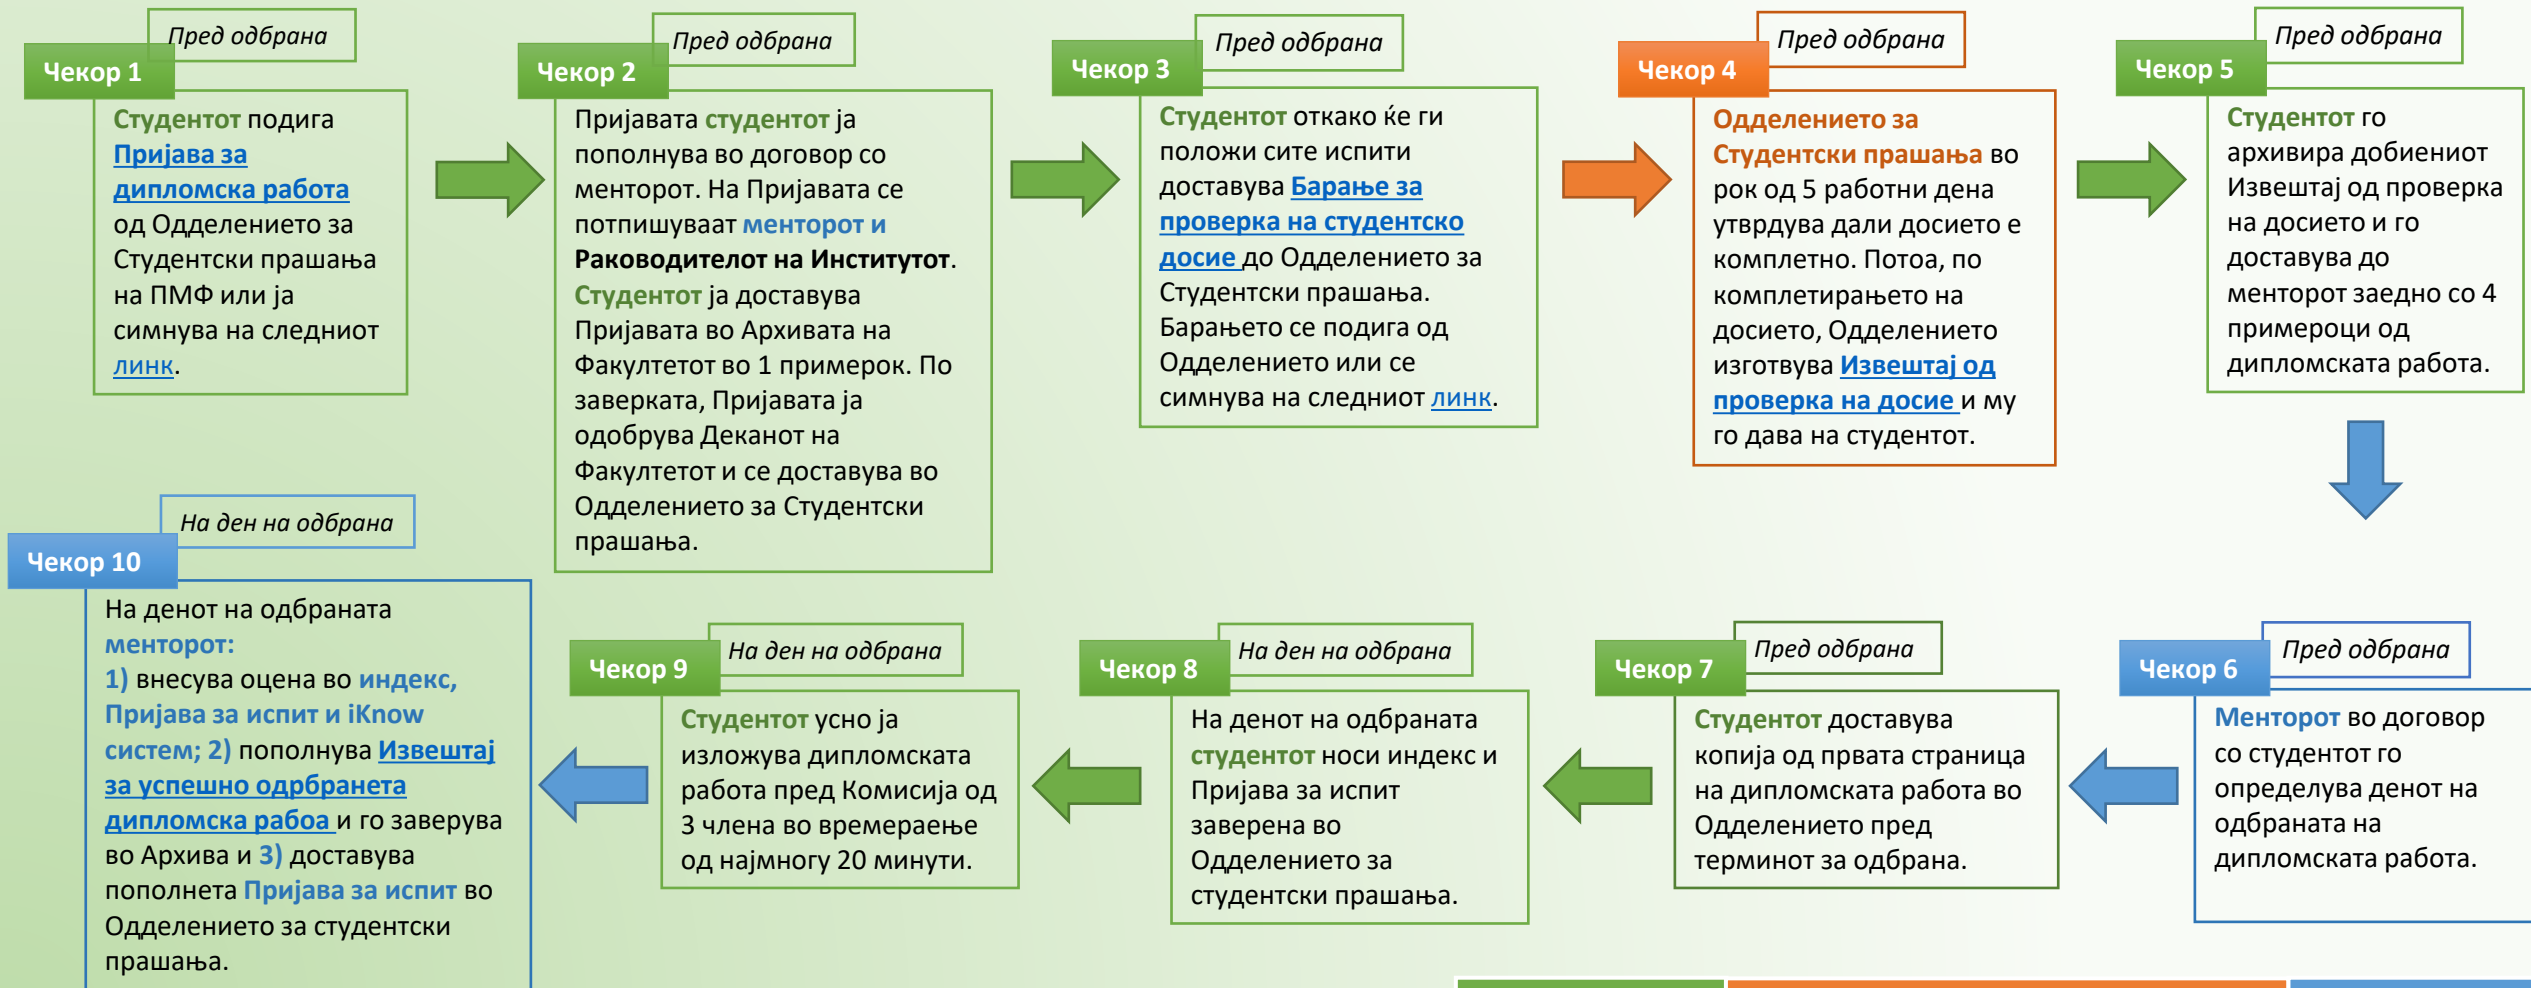 Пред одбрана
Чекор 1
Студентот подига
Пријава за
дипломска работа
од Одделението за
Студентски прашања
на ПМФ или ја
симнува на следниот
линк.
Пред одбрана
Чекор 2
Пријавата студентот ја
пополнува во договор со
менторот. На Пријавата се
потпишуваат менторот и
Раководителот на Институтот.
Студентот ја доставува
Пријавата во Архивата на
Факултетот во 1 примерок. По
заверката, Пријавата ја
одобрува Деканот на
Факултетот и се доставува во
Одделението за Студентски
прашања.
Пред одбрана
Чекор 3
Студентот откако ќе ги
положи сите испити
доставува Барање за
проверка на студентско
досие до Одделението за
Студентски прашања.
Барањето се подига од
Одделението или се
симнува на следниот линк.
Пред одбрана
Чекор 4
Одделението за
Студентски прашања во
рок од 5 работни дена
утврдува дали досието е
комплетно. Потоа, по
комплетирањето на
досието, Одделението
изготвува Извештај од
проверка на досие и му
го дава на студентот.
Пред одбрана
Чекор 5
Студентот го
архивира добиениот
Извештај од проверка
на досието и го
доставува до
менторот заедно со 4
примероци од
дипломската работа.
Пред одбрана
Чекор 6
Менторот во договор
со студентот го
определува денот на
одбраната на
дипломската работа.
Пред одбрана
Чекор 7
Студентот доставува
копија од првата страница
на дипломската работа во
Одделението пред
терминот за одбрана.
На ден на одбрана
Чекор 8
На денот на одбраната
студентот носи индекс и
Пријава за испит
заверена во
Одделението за
студентски прашања.
На ден на одбрана
Чекор 9
Студентот усно ја
изложува дипломската
работа пред Комисија од
3 члена во времераење
од најмногу 20 минути.
На ден на одбрана
Чекор 10
На денот на одбраната
менторот:
1) внесува оцена во индекс,
Пријава за испит и iKnow
систем; 2) пополнува Извештај
за успешно одрбранета
дипломска рабоа и го заверува
во Архива и 3) доставува
пополнета Пријава за испит во
Одделението за студентски
прашања.